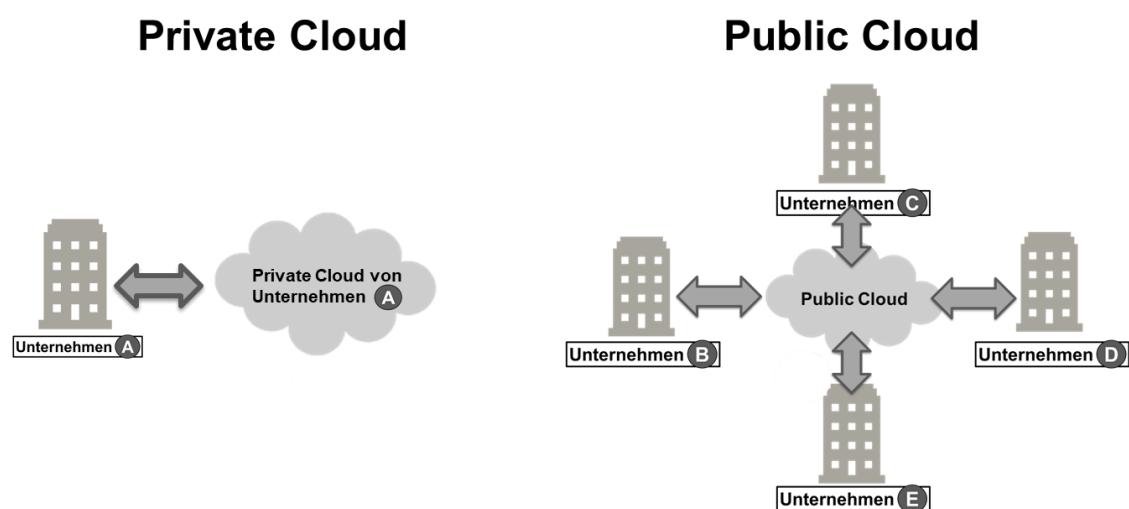 Private Cloud
Private Cloud von
Unternehmen A
Unternehmen A
Public Cloud
Unternehmen C
Public Cloud
Unternehmen B
Unternehmen D
Unternehmen E